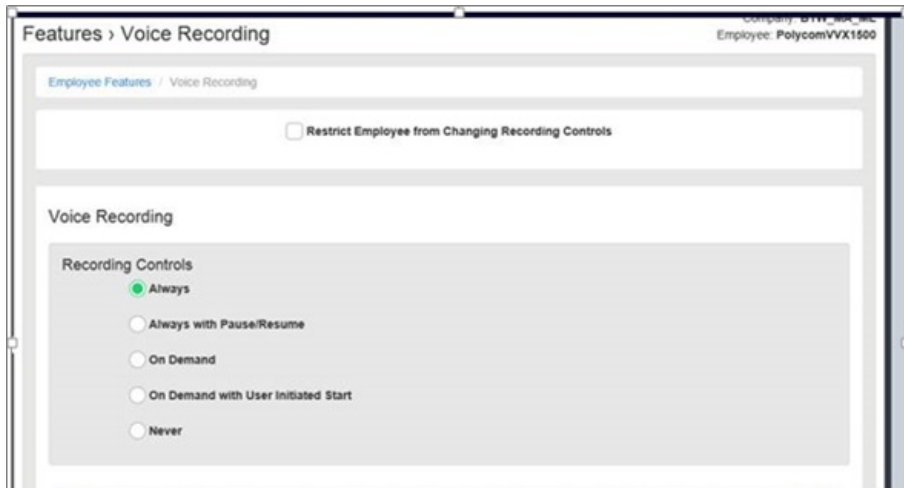 Features › Voice Recording
Employee: PolycomVVX1500
Employee Features / Voice Recording
Restrict Employee from Changing Recording Controls
Voice Recording
Recording Controls
Always
Always with Pause/Resume
On Demand
On Demand with User Initiated Start
Never